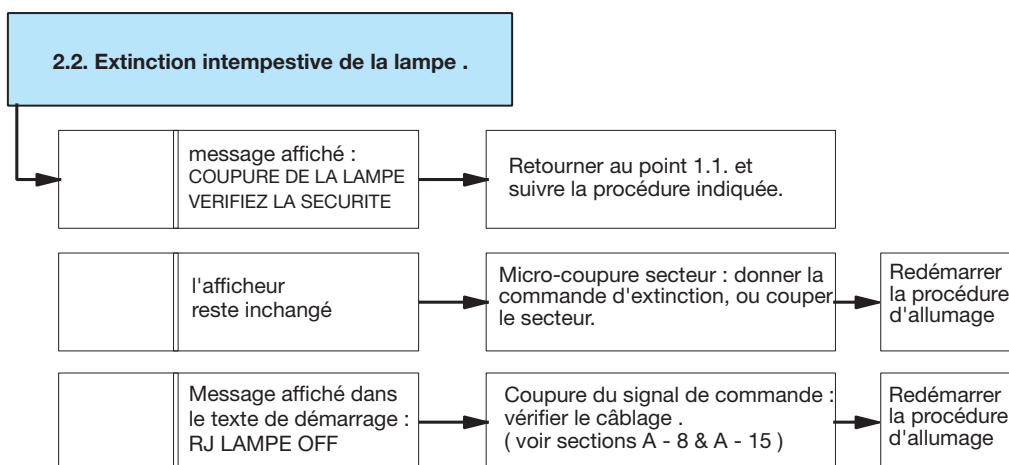 2.2. Extinction intempestive de la lampe .
message affiché :
COUPURE DE LA LAMPE
VERIFIEZ LA SECURITE
Retourner au point 1.1. et
suivre la procédure indiquée.
l'afficheur
reste inchangé
Micro-coupure secteur : donner la
commande d'extinction, ou couper
le secteur.
Redémarrer
la procédure
d'allumage
Message affiché dans
le texte de démarrage :
RJ LAMPE OFF
Coupure du signal de commande :
vérifier le câblage .
( voir sections A - 8 & A - 15 )
Redémarrer
la procédure
d'allumage